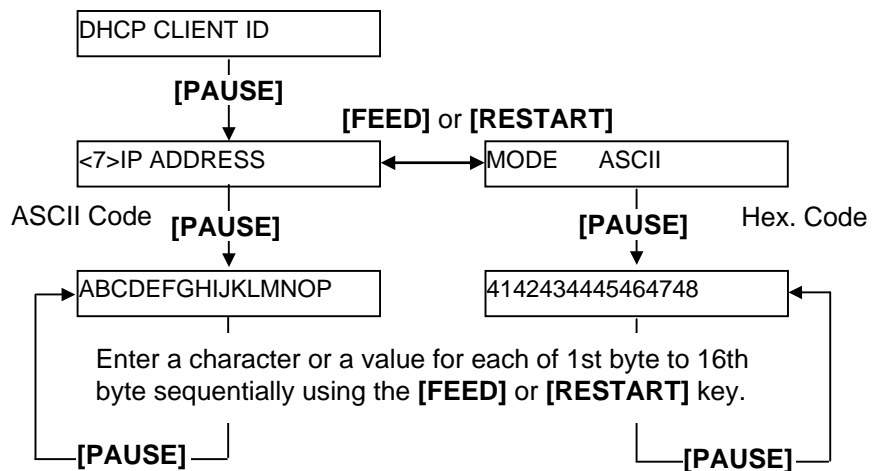 DHCP CLIENT ID
[PAUSE]
[FEED] or [RESTART]
<7>IP ADDRESS
MODE ASCII
ASCII Code
[PAUSE]
[PAUSE]
Hex. Code
ABCDEFGHIJKLMNOP
4142434445464748
Enter a character or a value for each of 1st byte to 16th
byte sequentially using the [FEED] or [RESTART] key.
[PAUSE]
[PAUSE]